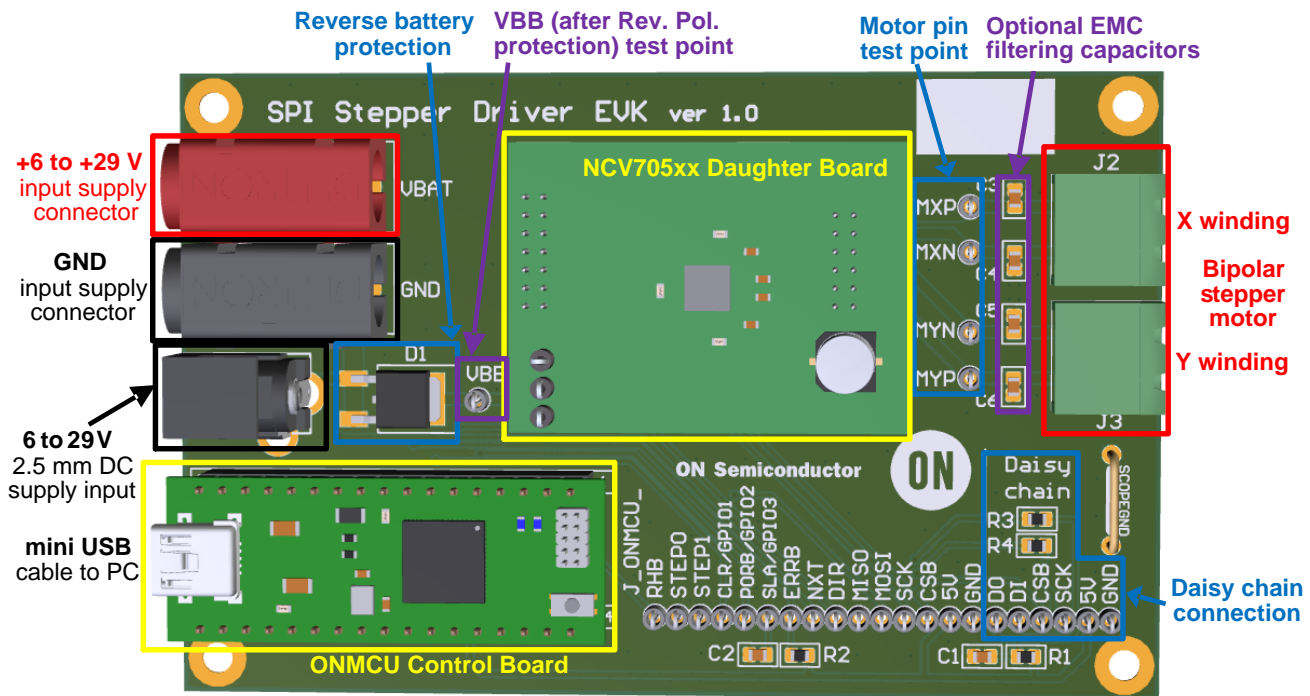 Reverse battery
protection
VBB (after Rev. Pol.
protection) test point
Motor pin
test point
Optional EMC
filtering capacitors
SPI Stepper Driver EVK ver 1.0
+6 to +29 V
input supply
connector
VBAT
NCV705xx Daughter Board
J2
C3
MXP
X winding
MXN
C4
GND
input supply
connector
GND
Bipolar
stepper
motor
C5
MYN
D1
VBB
MYP
C6
Y winding
J3
6 to 29 V
2.5 mm DC
supply input
ON Semiconductor
ON
Daisy
chain
SCOPEGND
R3
R4
mini USB
cable to PC
J_ONMCU_
RHB
STEP0
STEP1
CLR/GPIO1
PORB/GPIO2
SLA/GPIO3
ERRB
NXT
DIR
MISO
MOSI
SCK
CSB
5V
GND
DO
DI
CSB
SCK
5V
GND
Daisy chain
connection
ONMCU Control Board
C2
R2
C1
R1